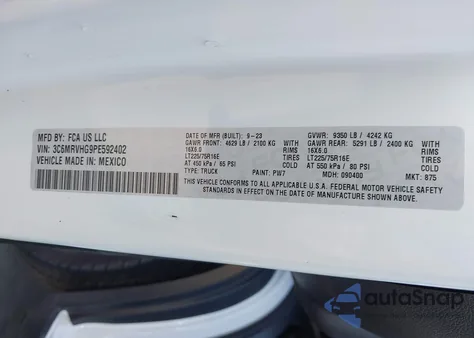 MFD BY: FCA US LLC
VIN: 3C6MRVHG9PE592402
VEHICLE MADE IN: MEXICO
DATE OF MFR (BUILT): 9-23
GAWR FRONT: 4629 LB / 2100 KG
16X6.0
LT225/75R16E
AT 450 kPa / 65 PSI
TYPE: TRUCK
WITH
RIMS
TIRES
COLD
PAINT: PW7
GVWR: 9350 LB / 4242 KG
GAWR REAR: 5291 LB / 2400 KG
16X6.0
LT225/75R16E
AT 550 kPa / 80 PSI
MDH: 090400
WITH
RIMS
TIRES
COLD
MKT: 875
THIS VEHICLE CONFORMS TO ALL APPLICABLE U.S.A. FEDERAL MOTOR VEHICLE SAFETY
STANDARDS IN EFFECT ON THE DATE OF MANUFACTURE SHOWN ABOVE.
autoSnap